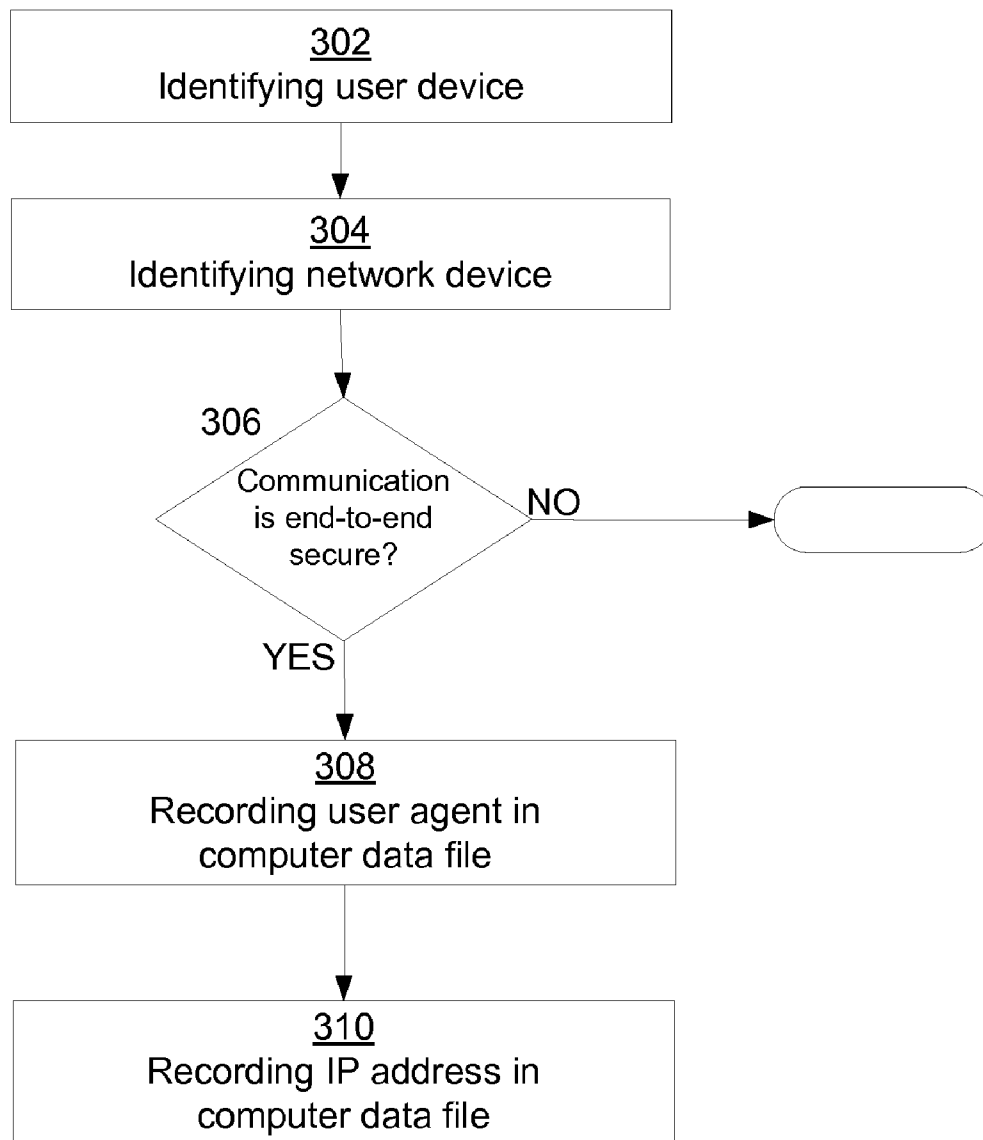 302
Identifying user device
304
Identifying network device
306
Communication
is end-to-end
secure?
NO
YES
308
Recording user agent in
computer data file
310
Recording IP address in
computer data file